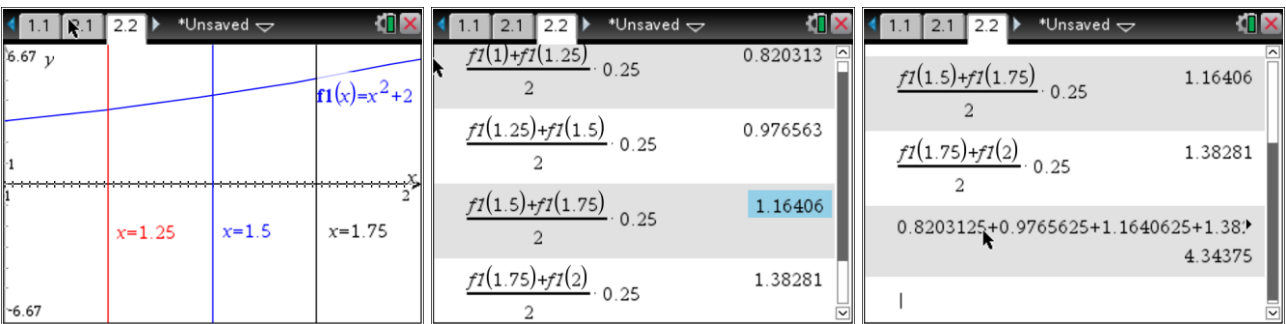 1.1 2.1 2.2 *Unsaved
6.67 y
f1(x)=x²+2
1
x
1
2
x=1.25 x=1.5 x=1.75
-6.67
1.1 2.1 2.2 *Unsaved
f1(1)+f1(1.25)/2 · 0.25 0.820313
f1(1.25)+f1(1.5)/2 · 0.25 0.976563
f1(1.5)+f1(1.75)/2 · 0.25 1.16406
f1(1.75)+f1(2)/2 · 0.25 1.38281
1.1 2.1 2.2 *Unsaved
f1(1.5)+f1(1.75)/2 · 0.25 1.16406
f1(1.75)+f1(2)/2 · 0.25 1.38281
0.8203125+0.9765625+1.1640625+1.38
4.34375